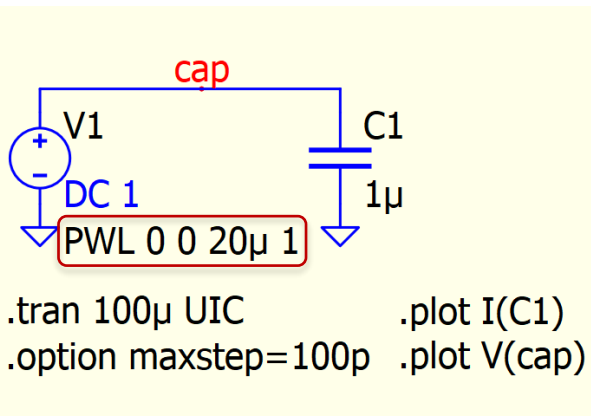 cap
V1
C1
DC 1
1µ
PWL 0 0 20µ 1
.tran 100µ UIC
.plot I(C1)
.option maxstep=100p
.plot V(cap)